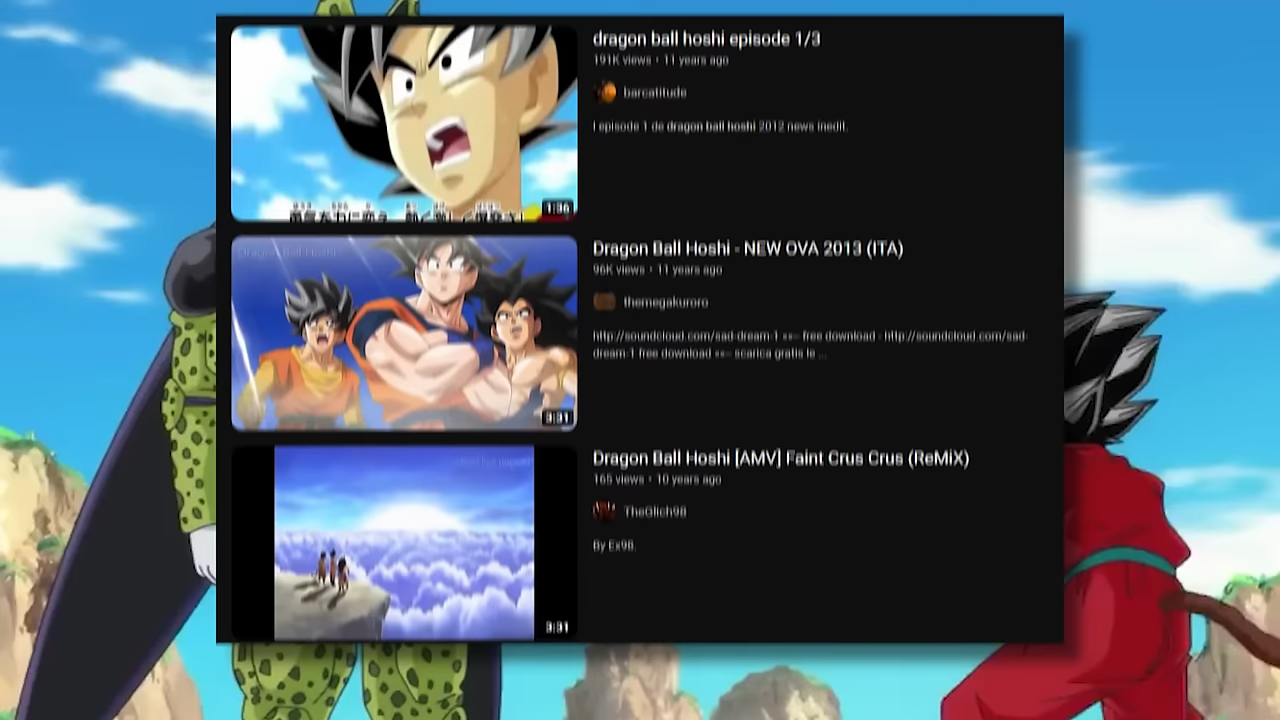 dragon ball hoshi episode 1/3
191K views • 11 years ago
barcatitude
l episode 1 de dragon ball hoshi 2012 news inedit.
1:36
Dragon Ball Hoshi
Dragon Ball Hoshi - NEW OVA 2013 (ITA)
96K views • 11 years ago
themegakuroro
http://soundcloud.com/sad-dream-1 «»-- free download - http://soundcloud.com/sad-
dream-1 free download «»-- scarica gratis le ...
3:31
Dragon Ball Hoshi [AMV] Faint Crus Crus (ReMiX)
165 views • 10 years ago
TheGlich98
By Ex98.
3:31